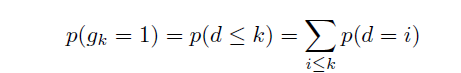 p(g_k = 1) = p(d ≤ k) = ∑_{i≤k} p(d = i)